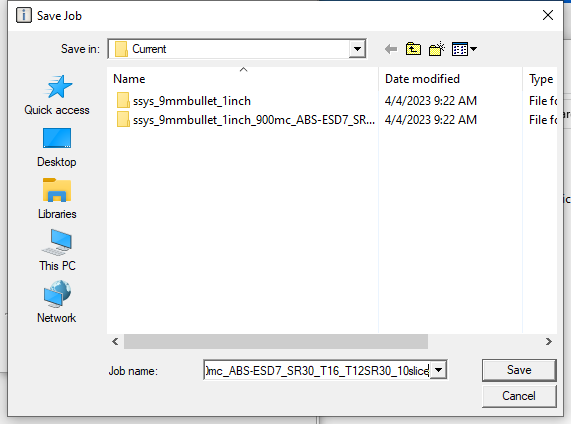 Save Job
Save in: Current
Name Date modified Type
ssys_9mmbullet_1inch 4/4/2023 9:22 AM File fo
ssys_9mmbullet_1inch_900mc_ABS-ESD7_SR... 4/4/2023 9:22 AM File fo
Quick access
Desktop
Libraries
This PC
Network
Job name: 0mc_ABS-ESD7_SR30_T16_T12SR30_10slice
Save
Cancel